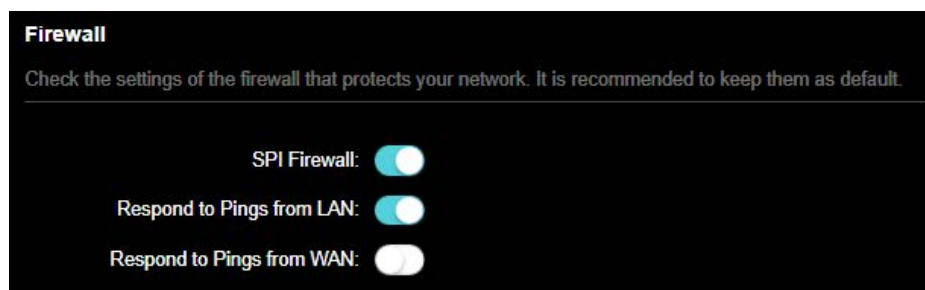 Firewall
Check the settings of the firewall that protects your network. It is recommended to keep them as default.
SPI Firewall:
Respond to Pings from LAN:
Respond to Pings from WAN: